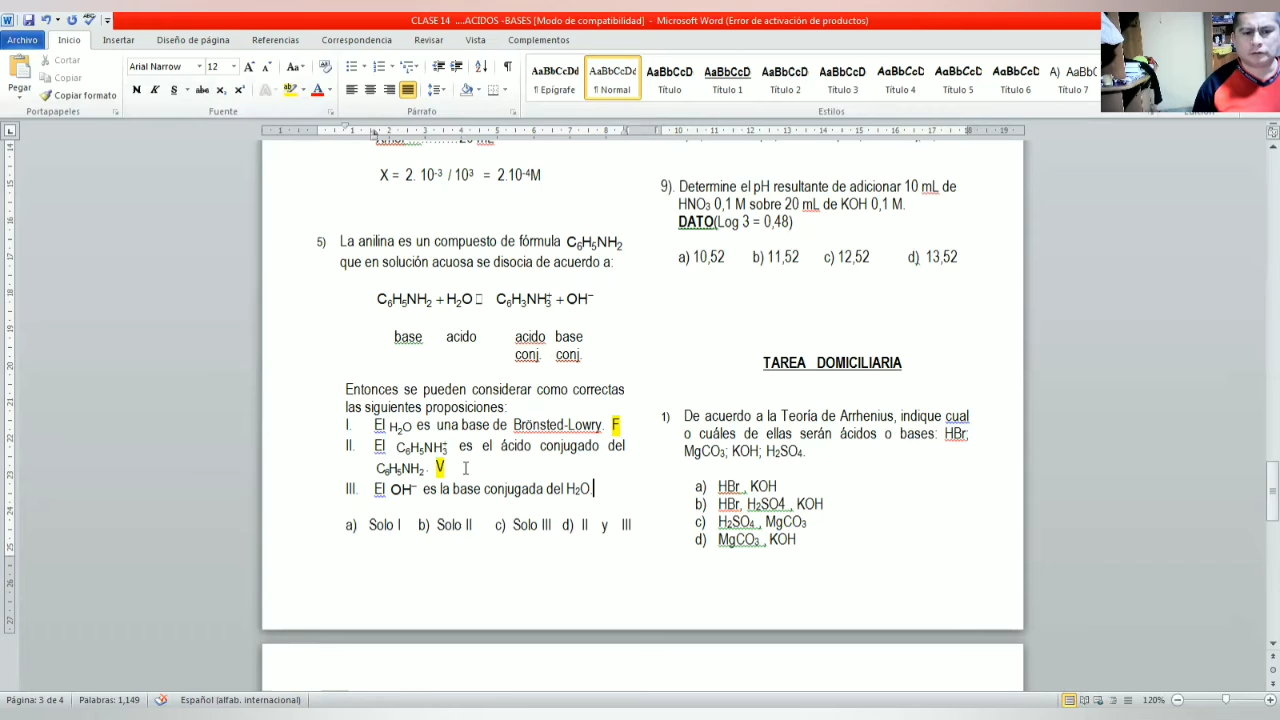 CLASE 14 ....ACIDOS -BASES [Modo de compatibilidad] - Microsoft Word (Error de activación de productos)
Archivo Inicio Insertar Diseño de página Referencias Correspondencia Revisar Vista Complementos
Cortar
Copiar
Copiar formato
Pegar
Arial Narrow 12
AaBbCcDd AaBbCcDd AaBbCcD AaBbCcD AaBbCcD AaBbCcD AaBbCcD AaBbCcD AaBbCcD
¶ Epígrafe ¶ Normal Título Título 1 Título 2 Título 3 Título 4 Título 5 Título 6 Título 7
Portapapeles Fuente Párrafo Estilos
X = 2. 10⁻³ / 10³ = 2.10⁻⁴M
5) La anilina es un compuesto de fórmula C₆H₅NH₂
que en solución acuosa se disocia de acuerdo a:
C₆H₅NH₂ + H₂O □ C₆H₃NH₃⁺ + OH⁻
base acido acido base
conj. conj.
Entonces se pueden considerar como correctas
las siguientes proposiciones:
I. El H₂O es una base de Brönsted-Lowry. F
II. El C₆H₅NH₃⁺ es el ácido conjugado del
C₆H₅NH₂. V
III. El OH⁻ es la base conjugada del H₂O.
a) Solo I b) Solo II c) Solo III d) II y III
9). Determine el pH resultante de adicionar 10 mL de
HNO₃ 0,1 M sobre 20 mL de KOH 0,1 M.
DATO(Log 3 = 0,48)
a) 10,52 b) 11,52 c) 12,52 d) 13,52
TAREA DOMICILIARIA
1) De acuerdo a la Teoría de Arrhenius, indique cual
o cuáles de ellas serán ácidos o bases: HBr,
MgCO₃; KOH; H₂SO₄.
a) HBr , KOH
b) HBr, H₂SO4 , KOH
c) H₂SO₄ , MgCO₃
d) MgCO₃ , KOH
Página: 3 de 4 Palabras: 1,149 Español (alfab. internacional) 120%